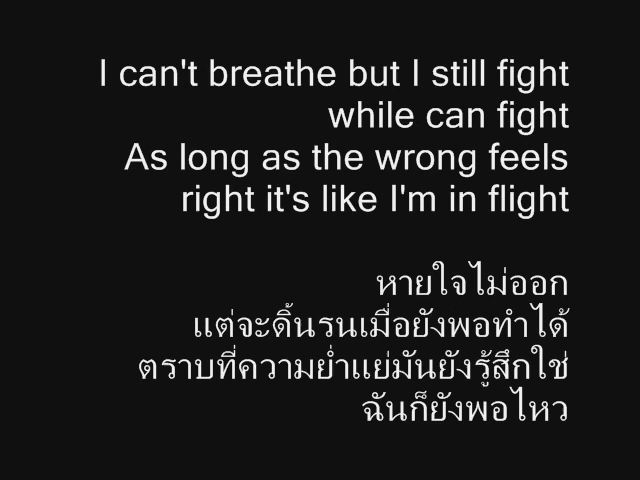 I can't breathe but I still fight
while can fight
As long as the wrong feels
right it's like I'm in flight
หายใจไม่ออก
แต่จะดิ้นรนเมื่อยังพอทำได้
ตราบที่ความย่ำแย่มันยังรู้สึกใช่
ฉันก็ยังพอไหว